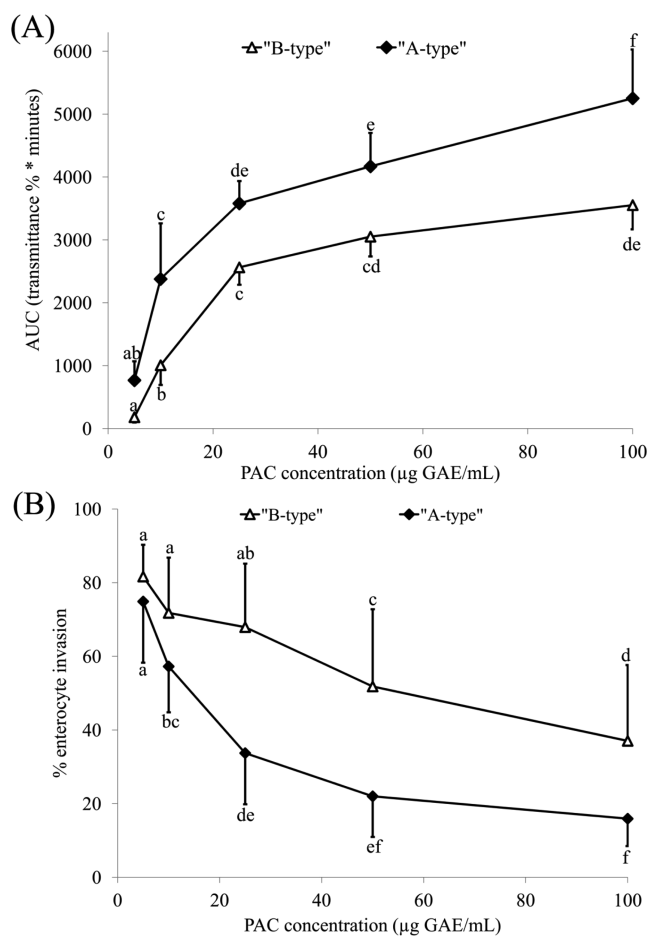 (A)
"B-type" "A-type"
AUC (transmittance % * minutes)
6000
5000
4000
3000
2000
1000
0
ab
c
de
e
f
a
b
c
cd
de
0 20 40 60 80 100
PAC concentration (µg GAE/mL)
(B)
"B-type" "A-type"
% enterocyte invasion
100
80
60
40
20
0
a
a
ab
c
d
a
bc
de
ef
f
0 20 40 60 80 100
PAC concentration (µg GAE/mL)